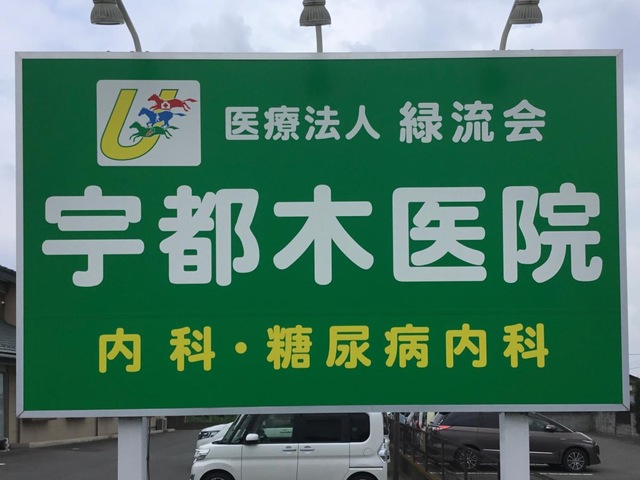 U
医療法人 緑流会
宇都木医院
内科・糖尿病内科